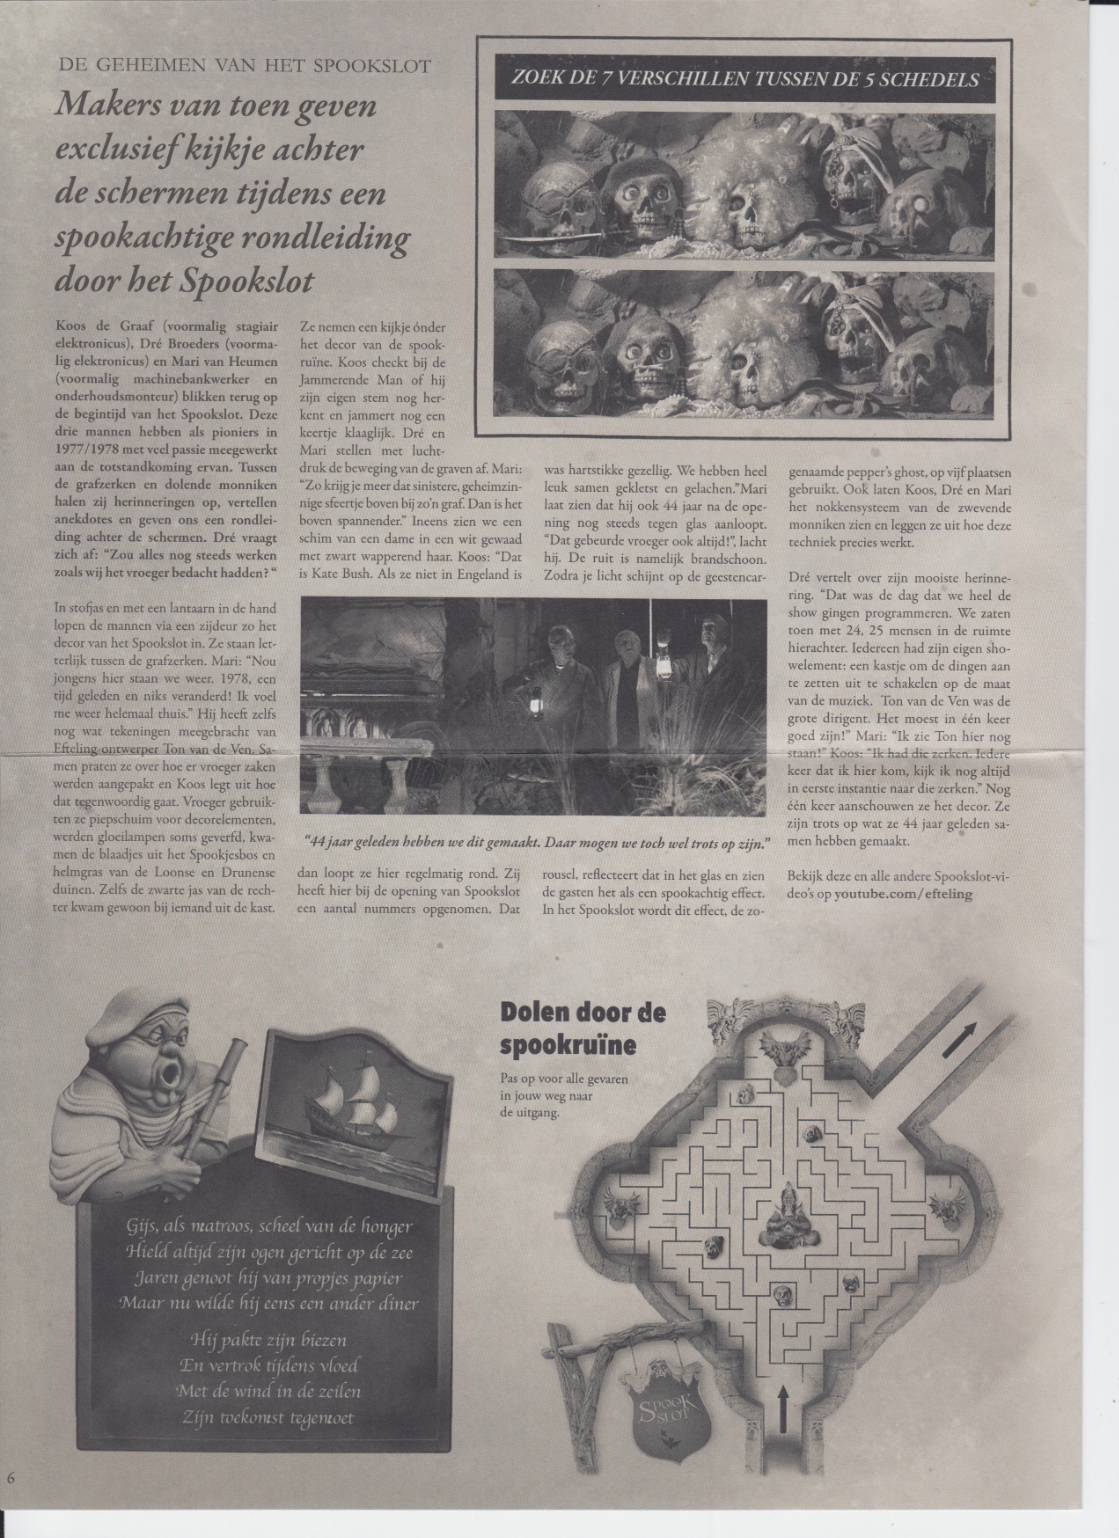 DE GEHEIMEN VAN HET SPOOKSLOT
Makers van toen geven
exclusief kijkje achter
de schermen tijdens een
spookachtige rondleiding
door het Spookslot
ZOEK DE 7 VERSCHILLEN TUSSEN DE 5 SCHEDELS
Koos de Graaf (voormalig stagiair
elektronicus), Dré Broeders (voorma-
lig elektronicus) en Mari van Heumen
(voormalig machinebankwerker en
onderhoudsmonteur) blikken terug op
de begintijd van het Spookslot. Deze
drie mannen hebben als pioniers in
1977/1978 met veel passie meegewerkt
aan de totstandkoming ervan. Tussen
de grafzerken en dolende monniken
halen zij herinneringen op, vertellen
anekdotes en geven ons een rondlei-
ding achter de schermen. Dré vraagt
zich af: “Zou alles nog steeds werken
zoals wij het vroeger bedacht hadden?“
In stofjas en met een lantaarn in de hand
lopen de mannen via een zijdeur zo het
decor van het Spookslot in. Ze staan let-
terlijk tussen de grafzerken. Mari: “Nou
jongens hier staan we weer. 1978, een
tijd geleden en niks veranderd! Ik voel
me weer helemaal thuis.” Hij heeft zelfs
nog wat tekeningen meegebracht van
Efteling-ontwerper Ton van de Ven. Sa-
men praten ze over hoe er vroeger zaken
werden aangepakt en Koos legt uit hoe
dat tegenwoordig gaat. Vroeger gebruik-
ten ze piepschuim voor decorelementen,
werden gloeilampen soms geverfd, kwa-
men de blaadjes uit het Spookjesbos en
helmgras van de Loonse en Drunense
duinen. Zelfs de zwarte jas van de rech-
ter kwam gewoon bij iemand uit de kast.
Ze nemen een kijkje ónder
het decor van de spook-
ruïne. Koos checkt bij de
Jammerende Man of hij
zijn eigen stem nog her-
kent en jammert nog een
keertje klaaglijk. Dré en
Mari stellen met lucht-
druk de beweging van de graven af. Mari:
“Zo krijg je meer dat sinistere, geheimzin-
nige sfeertje boven bij zo’n graf. Dan is het
boven spannender.” Ineens zien we een
schim van een dame in een wit gewaad
met zwart wapperend haar. Koos: “Dat
is Kate Bush. Als ze niet in Engeland is
“44 jaar geleden hebben we dit gemaakt. Daar mogen we toch wel trots op zijn.”
dan loopt ze hier regelmatig rond. Zij
heeft hier bij de opening van Spookslot
een aantal nummers opgenomen. Dat
was hartstikke gezellig. We hebben heel
leuk samen gekletst en gelachen.”Mari
laat zien dat hij ook 44 jaar na de ope-
ning nog steeds tegen glas aanloopt.
“Dat gebeurde vroeger ook altijd!”, lacht
hij. De ruit is namelijk brandschoon.
Zodra je licht schijnt op de geestencar-
rousel, reflecteert dat in het glas en zien
de gasten het als een spookachtig effect.
In het Spookslot wordt dit effect, de zo-
genaamde pepper’s ghost, op vijf plaatsen
gebruikt. Ook laten Koos, Dré en Mari
het nokkensysteem van de zwevende
monniken zien en leggen ze uit hoe deze
techniek precies werkt.
Dré vertelt over zijn mooiste herinne-
ring. “Dat was de dag dat we heel de
show gingen programmeren. We zaten
toen met 24, 25 mensen in de ruimte
hierachter. Iedereen had zijn eigen sho-
welement: een kastje om de dingen aan
te zetten uit te schakelen op de maat
van de muziek. Ton van de Ven was de
grote dirigent. Het moest in één keer
goed zijn!” Mari: “Ik zie Ton hier nog
staan!” Koos: “Ik had die zerken. Iedere
keer dat ik hier kom, kijk ik nog altijd
in eerste instantie naar die zerken.” Nog
één keer aanschouwen ze het decor. Ze
zijn trots op wat ze 44 jaar geleden sa-
men hebben gemaakt.
Bekijk deze en alle andere Spookslot-vi-
deo’s op youtube.com/efteling
Gijs, als matroos, scheel van de honger
Hield altijd zijn ogen gericht op de zee
Jaren genoot hij van propjes papier
Maar nu wilde hij eens een ander diner
Hij pakte zijn biezen
En vertrok tijdens vloed
Met de wind in de zeilen
Zijn toekomst tegemoet
Dolen door de
spookruïne
Pas op voor alle gevaren
in jouw weg naar
de uitgang.
SPOOK
SLOT
6